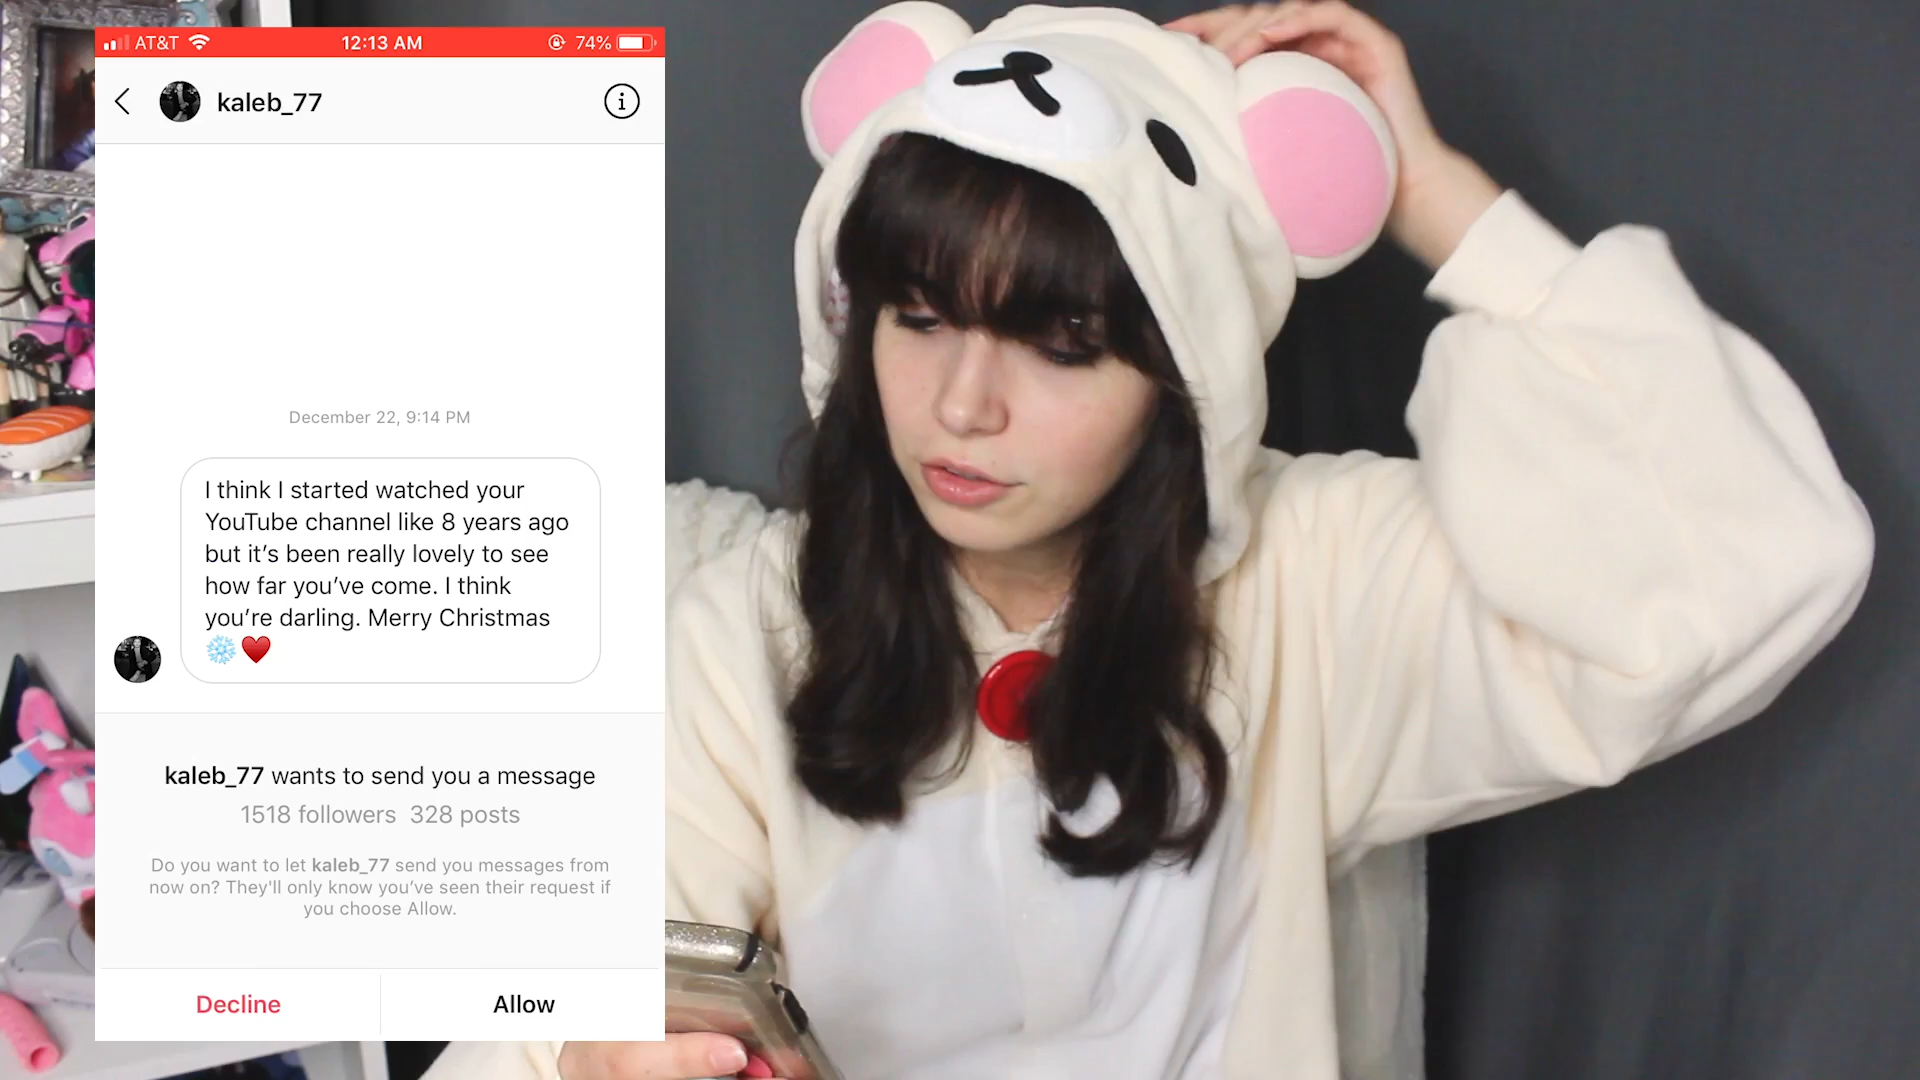 AT&T 12:13 AM 74%
kaleb_77
December 22, 9:14 PM
I think I started watched your
YouTube channel like 8 years ago
but it’s been really lovely to see
how far you’ve come. I think
you’re darling. Merry Christmas
❄️♥️
kaleb_77 wants to send you a message
1518 followers 328 posts
Do you want to let kaleb_77 send you messages from
now on? They'll only know you’ve seen their request if
you choose Allow.
Decline Allow